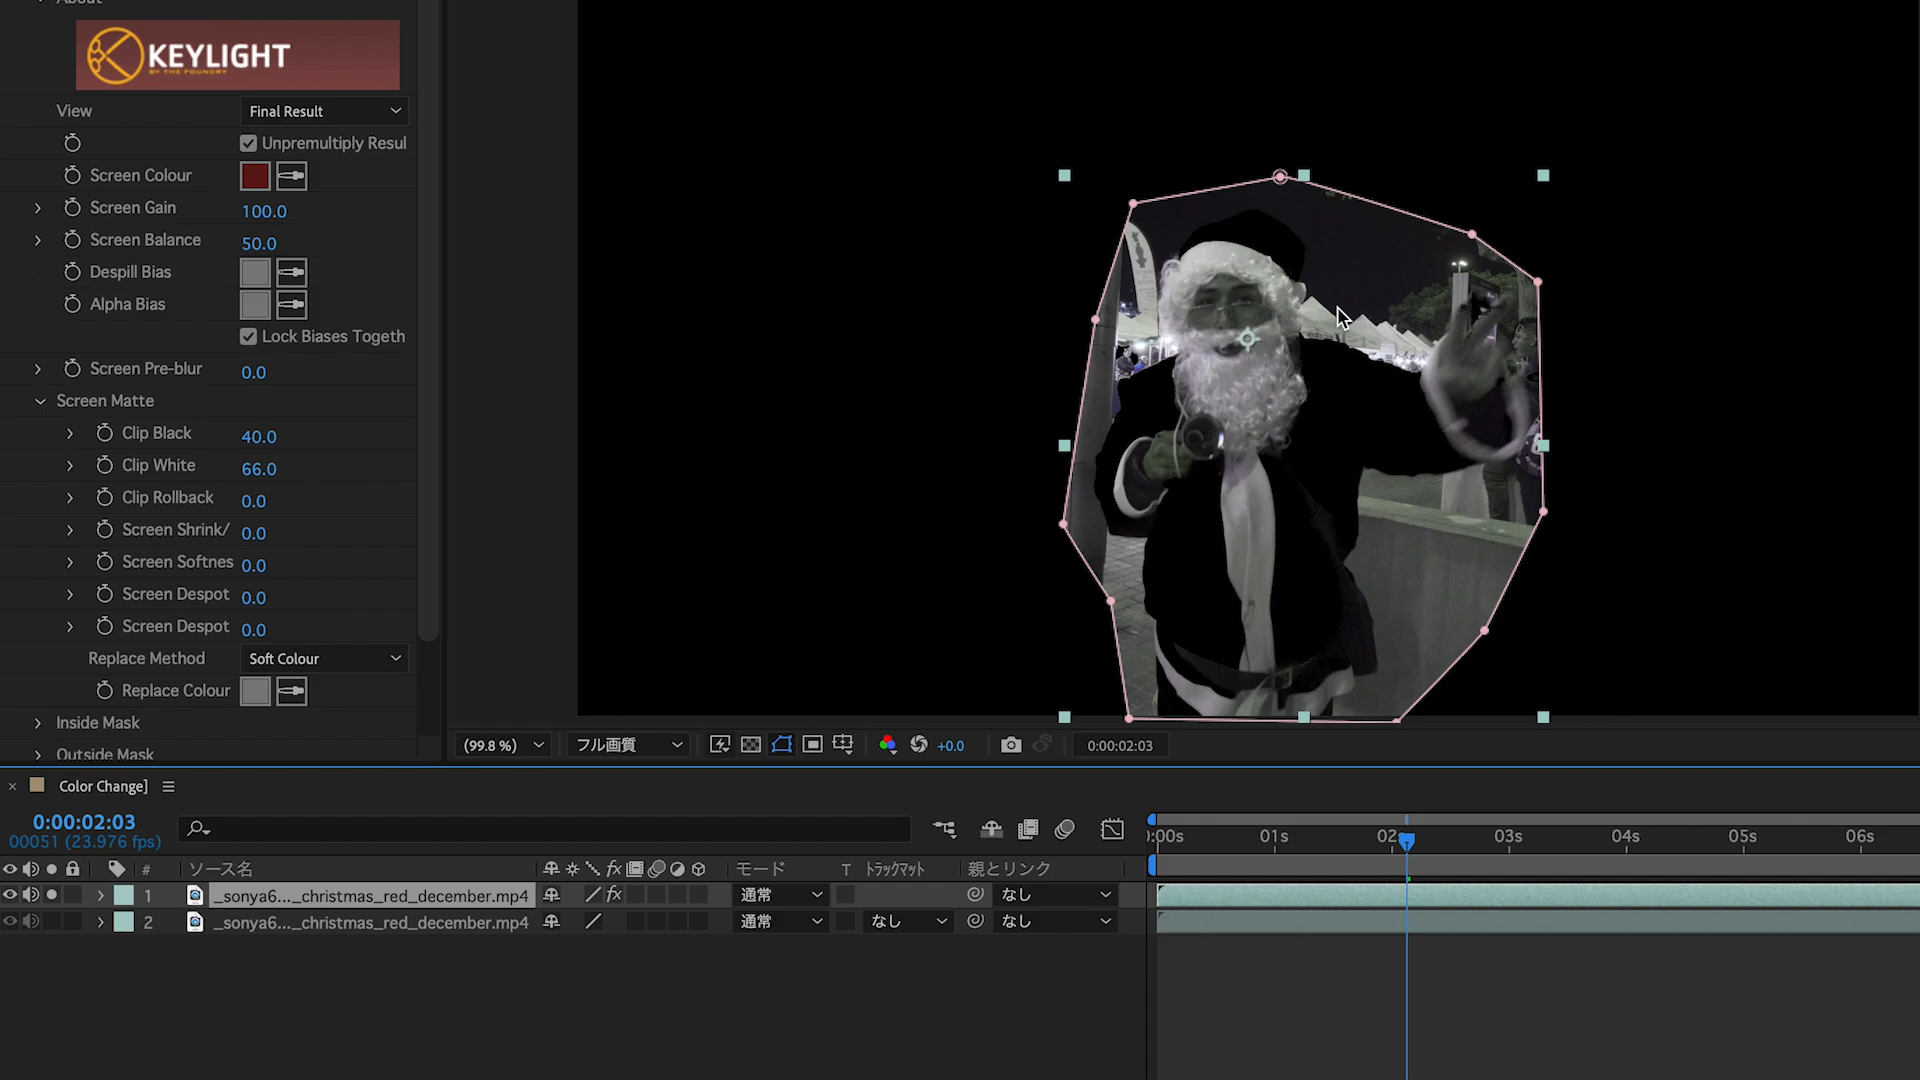 About
KEYLIGHT
BY THE FOUNDRY
View Final Result
Unpremultiply Resul
Screen Colour
Screen Gain 100.0
Screen Balance 50.0
Despill Bias
Alpha Bias
Lock Biases Togeth
Screen Pre-blur 0.0
Screen Matte
Clip Black 40.0
Clip White 66.0
Clip Rollback 0.0
Screen Shrink/ 0.0
Screen Softnes 0.0
Screen Despot 0.0
Screen Despot 0.0
Replace Method Soft Colour
Replace Colour
Inside Mask
Outside Mask
(99.8 %) フル画質 +0.0 0:00:02:03
× Color Change]
0:00:02:03
00051 (23.976 fps)
):00s 01s 02s 03s 04s 05s 06s
# ソース名 fx モード T トラックマット 親とリンク
1 _sonya6..._christmas_red_december.mp4 fx 通常 なし
2 _sonya6..._christmas_red_december.mp4 通常 なし なし